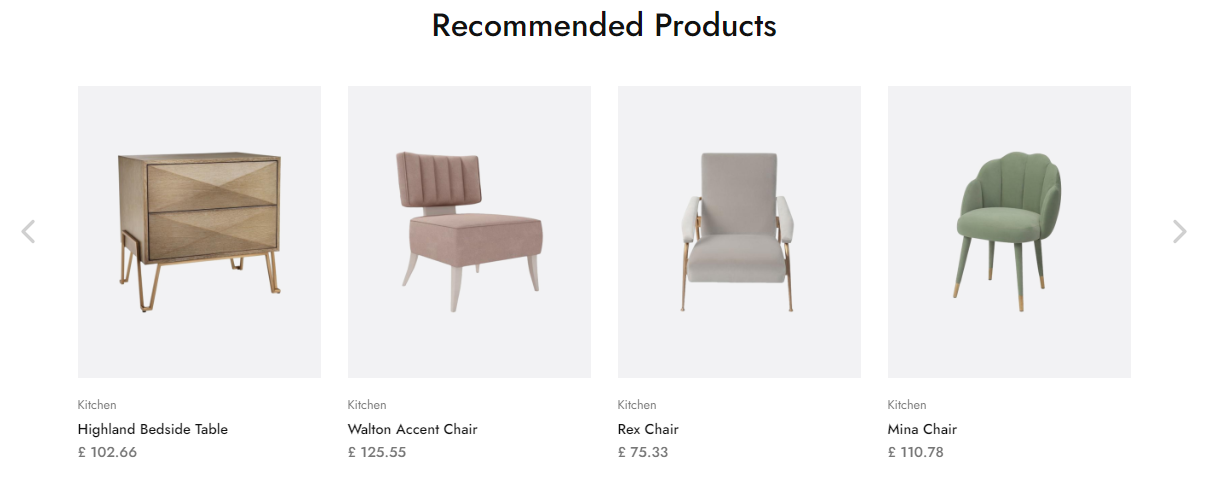 Recommended Products
Kitchen
Highland Bedside Table
£ 102.66
Kitchen
Walton Accent Chair
£ 125.55
Kitchen
Rex Chair
£ 75.33
Kitchen
Mina Chair
£ 110.78